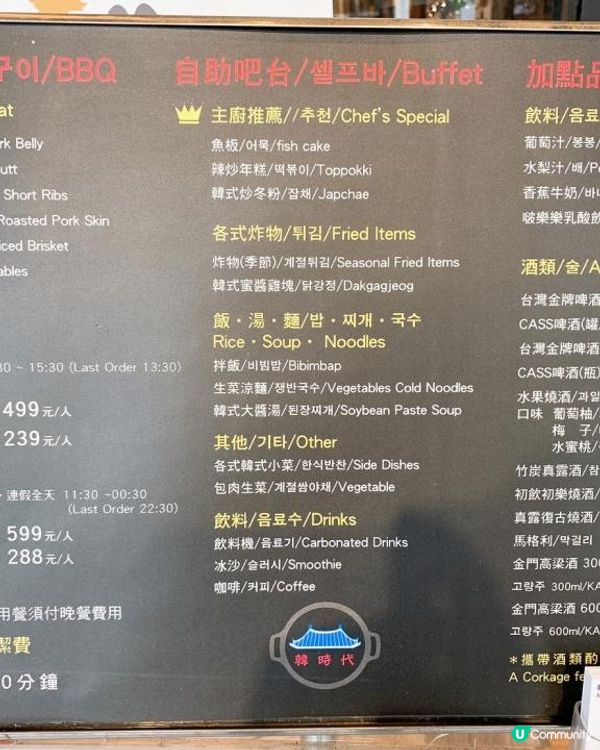 구이/BBQ
at
rk Belly
utt
Short Ribs
Roasted Pork Skin
iced Brisket
ables
30 ~ 15:30 (Last Order 13:30)
499元/人
239元/人
、連假全天 11:30 ~00:30
(Last Order 22:30)
599元/人
288元/人
用餐須付晚餐費用
潔費
0分鐘
自助吧台/셀프바/Buffet
主廚推薦//추천/Chef's Special
魚板/어묵/fish cake
辣炒年糕/떡볶이/Toppokki
韓式炒冬粉/잡채/Japchae
各式炸物/튀김/Fried Items
炸物(季節)/계절튀김/Seasonal Fried Items
韓式蜜醬雞塊/닭강정/Dakgagjeog
飯・湯・麵/밥・찌개・국수
Rice・Soup・ Noodles
拌飯/비빔밥/Bibimbap
生菜涼麵/쟁반국수/Vegetables Cold Noodles
韓式大醬湯/된장찌개/Soybean Paste Soup
其他/기타/Other
各式韓式小菜/한식반찬/Side Dishes
包肉生菜/계절쌈야채/Vegetable
飲料/음료수/Drinks
飲料機/음료기/Carbonated Drinks
冰沙/슬러시/Smoothie
咖啡/커피/Coffee
韓時代
加點品
飲料/음료
葡萄汁/봉봉/
水梨汁/배/Pe
香蕉牛奶/바나
啵樂樂乳酸飲
酒類/술/A
台灣金牌啤酒
CASS啤酒(罐
台灣金牌啤酒
CASS啤酒(瓶)
水果燒酒/과일
口味 葡萄柚/
梅 子/
水蜜桃/
竹炭真露酒/참
初飲初樂燒酒/
真露復古燒酒/
馬格利/막걸리
金門高粱酒 300
고량주 300ml/KA
金門高粱酒 600
고량주 600ml/KA
*攜帶酒類酌
A Corkage fe
U Community